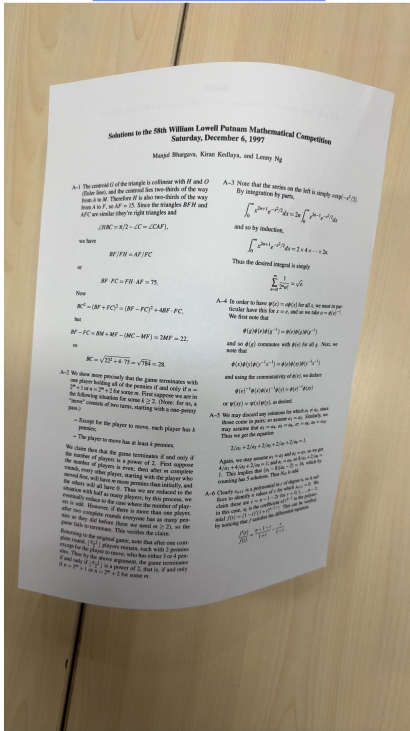 Solutions to the 58th William Lowell Putnam Mathematical Competition
Saturday, December 6, 1997
Manjul Bhargava, Kiran Kedlaya, and Lenny Ng
A–1 The centroid G of the triangle is collinear with H and O
(Euler line), and the centroid lies two-thirds of the way
from A to M. Therefore H is also two-thirds of the way
from A to F, so AF = 15. Since the triangles BFH and
AFC are similar (they're right triangles and
∠HBC = π/2 − ∠C = ∠CAF),
we have
BF/FH = AF/FC
or
BF · FC = FH · AF = 75.
Now
BC² = (BF + FC)² = (BF − FC)² + 4BF · FC,
but
BF − FC = BM + MF − (MC − MF) = 2MF = 22,
so
BC = √(22² + 4 · 75) = √784 = 28.
A–2 We show more precisely that the game terminates with
one player holding all of the pennies if and only if n =
2^m + 1 or n = 2^m + 2 for some m. First suppose we are in
the following situation for some k ≥ 2. (Note: for us, a
"move" consists of two turns, starting with a one-penny
pass.)
– Except for the player to move, each player has k
pennies;
– The player to move has at least k pennies.
We claim then that the game terminates if and only if
the number of players is a power of 2. First suppose
the number of players is even; then after m complete
rounds, every other player, starting with the player who
moved first, will have m more pennies than initially, and
the others will all have 0. Thus we are reduced to the
situation with half as many players; by this process, we
eventually reduce to the case where the number of play-
ers is odd. However, if there is more than one player,
after two complete rounds everyone has as many pen-
nies as they did before (here we need m ≥ 2), so the
game fails to terminate. This verifies the claim.
Returning to the original game, note that after one com-
plete round, ⌊(n−1)/2⌋ players remain, each with 2 pennies
except for the player to move, who has either 3 or 4 pen-
nies. Thus by the above argument, the game terminates
if and only if ⌊(n−1)/2⌋ is a power of 2, that is, if and only
if n = 2^m + 1 or n = 2^m + 2 for some m.
A–3 Note that the series on the left is simply x exp(−x²/2).
By integration by parts,
∫₀^∞ x^{2n+1} e^{−x²/2} dx = 2n ∫₀^∞ x^{2n−1} e^{−x²/2} dx
and so by induction,
∫₀^∞ x^{2n+1} e^{−x²/2} dx = 2 × 4 × ··· × 2n.
Thus the desired integral is simply
∑_{n=0}^∞ 1/(2^n n!) = √e.
A–4 In order to have ψ(x) = aφ(x) for all x, we must in par-
ticular have this for x = e, and so we take a = φ(e)^{−1}.
We first note that
φ(g)φ(e)φ(g^{−1}) = φ(e)φ(g)φ(g^{−1})
and so φ(g) commutes with φ(e) for all g. Next, we
note that
φ(x)φ(y)φ(y^{−1}x^{−1}) = φ(e)φ(xy)φ(y^{−1}x^{−1})
and using the commutativity of φ(e), we deduce
φ(e)^{−1}φ(x)φ(e)^{−1}φ(y) = φ(e)^{−1}φ(xy)
or ψ(xy) = ψ(x)ψ(y), as desired.
A–5 We may discard any solutions for which a₁ ≠ a₂, since
those come in pairs; so assume a₁ = a₂. Similarly, we
may assume that a₃ = a₄, a₅ = a₆, a₇ = a₈, a₉ = a₁₀.
Thus we get the equation
2/a₁ + 2/a₃ + 2/a₅ + 2/a₇ + 2/a₉ = 1.
Again, we may assume a₁ = a₃ and a₅ = a₇, so we get
4/a₁ + 4/a₅ + 2/a₉ = 1; and a₁ = a₅, so 8/a₁ + 2/a₉ =
1. This implies that (a₁ − 8)(a₉ − 2) = 16, which by
counting has 5 solutions. Thus N₁₀ is odd.
A–6 Clearly x_{n+1} is a polynomial in c of degree n, so it suf-
fices to identify n values of c for which x_{n+1} = 0. We
claim these are c = n − 1 − 2r for r = 0, 1, ..., n − 1;
in this case, x_k is the coefficient of t^{k−1} in the polyno-
mial f(t) = (1 − t)^r (1 + t)^{n−1−r}. This can be verified
by noticing that f satisfies the differential equation
f′(t)/f(t) = (n − 1 − r)/(1 + t) − r/(1 − t)